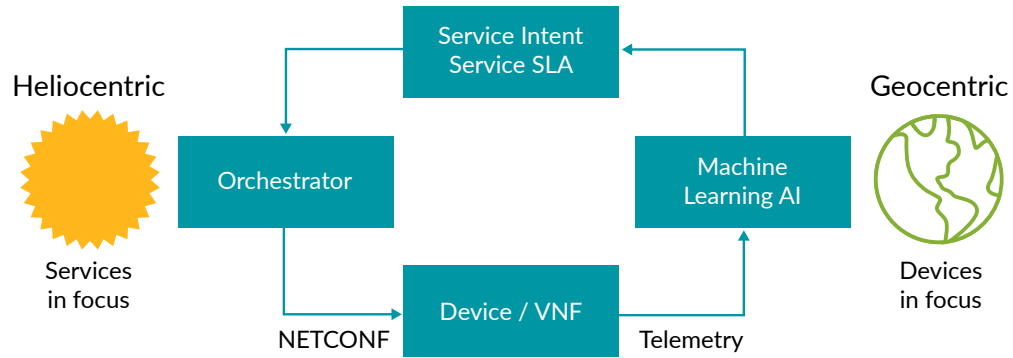 Service Intent
Service SLA
Heliocentric
Geocentric
Orchestrator
Machine
Learning AI
Services
in focus
Devices
in focus
Device / VNF
NETCONF
Telemetry